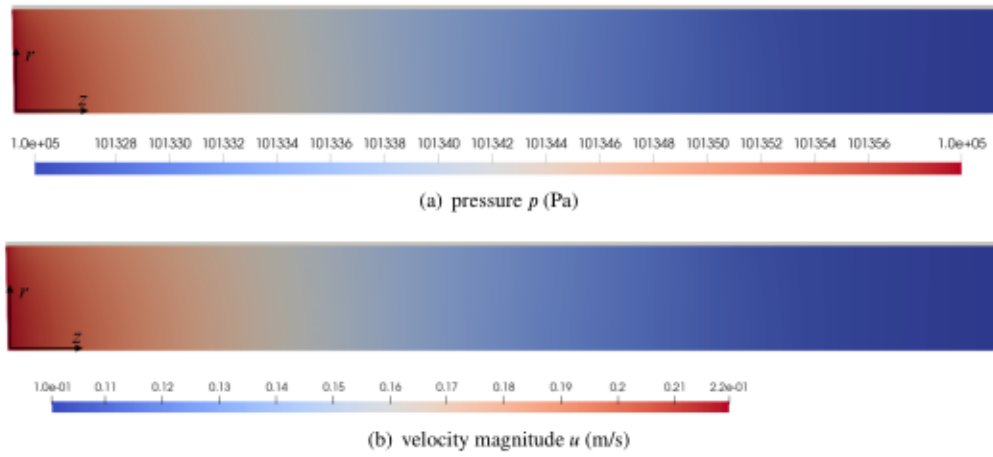 r
z
1.0e+05 101328 101330 101332 101334 101336 101338 101340 101342 101344 101346 101348 101350 101352 101354 101356 1.0e+05
(a) pressure p (Pa)
r
z
1.0e-01 0.11 0.12 0.13 0.14 0.15 0.16 0.17 0.18 0.19 0.2 0.21 2.2e-01
(b) velocity magnitude u (m/s)